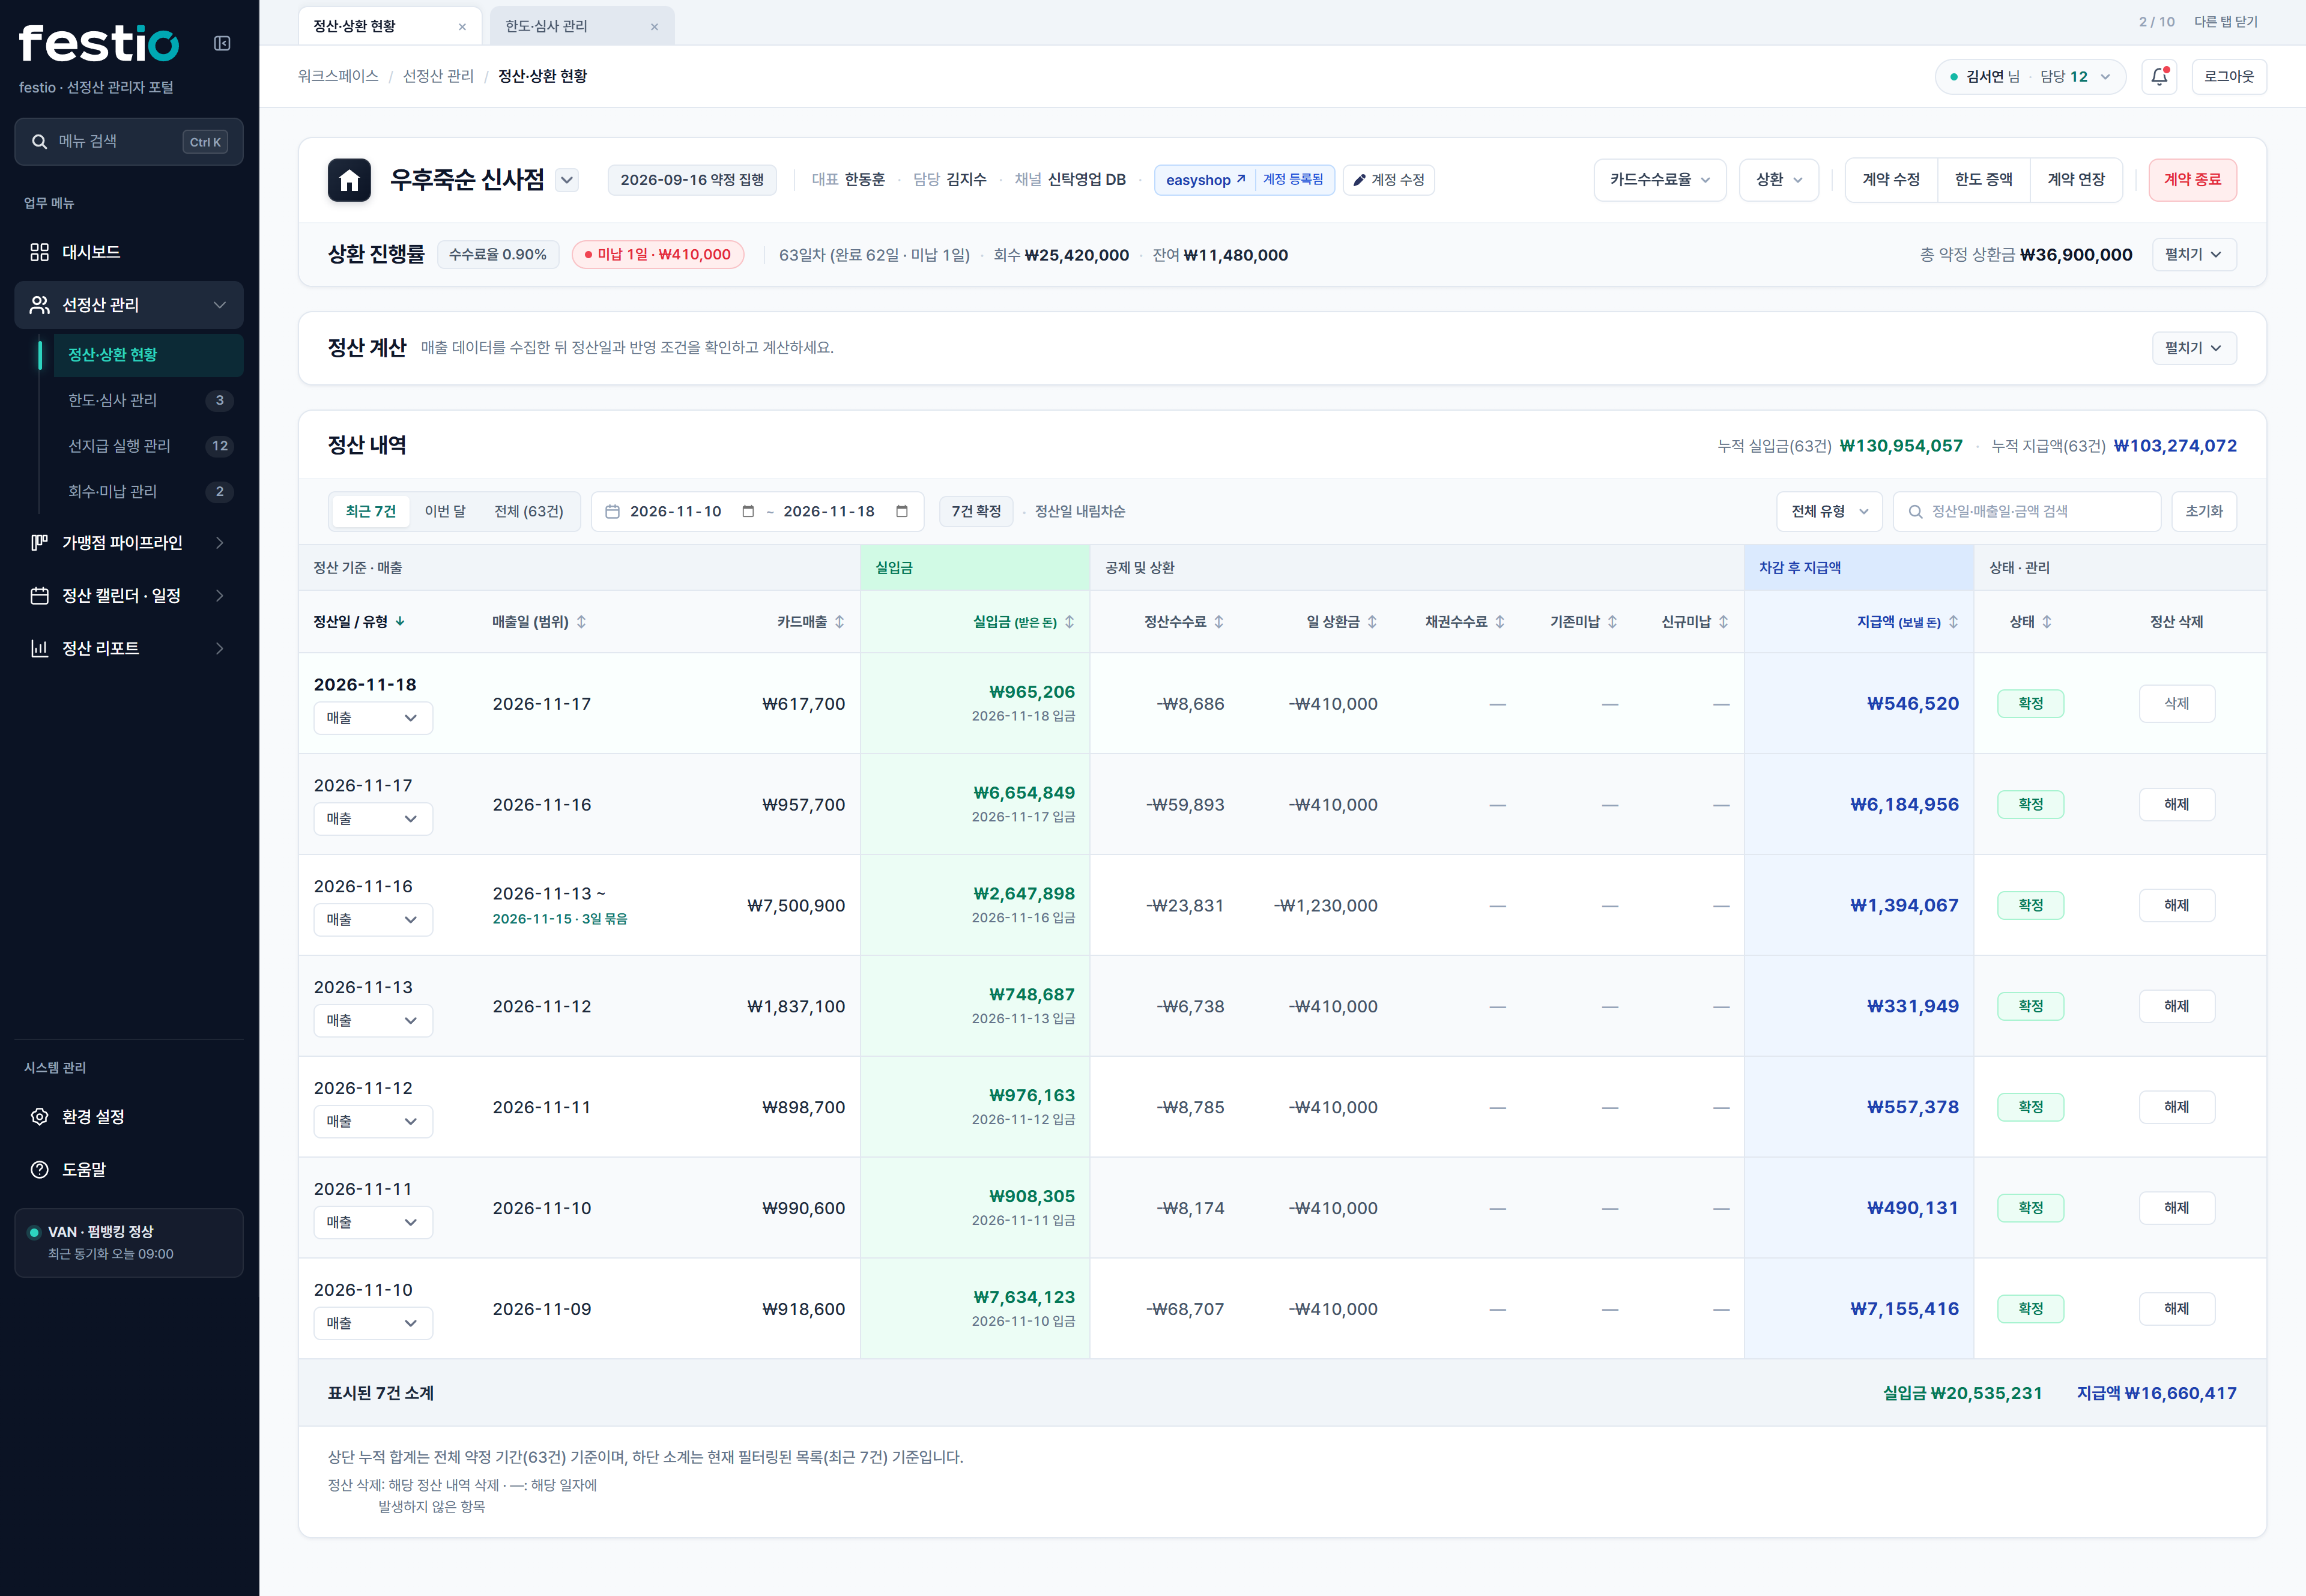 festio
festio · 선정산 관리자 포털
메뉴 검색 Ctrl K
업무 메뉴
대시보드
선정산 관리
정산·상환 현황
한도·심사 관리 3
선지급 실행 관리 12
회수·미납 관리 2
가맹점 파이프라인
정산 캘린더 · 일정
정산 리포트
시스템 관리
환경 설정
도움말
VAN · 펌뱅킹 정상
최근 동기화 오늘 09:00
정산·상환 현황 × 한도·심사 관리 × 2 / 10 다른 탭 닫기
워크스페이스 / 선정산 관리 / 정산·상환 현황 김서연 님 · 담당 12 로그아웃
우후죽순 신사점 2026-09-16 약정 집행 대표 한동훈 · 담당 김지수 · 채널 신탁영업 DB · easyshop ↗ 계정 등록됨 계정 수정 카드수수료율 상환 계약 수정 한도 증액 계약 연장 계약 종료
상환 진행률 수수료율 0.90% 미납 1일 · ₩410,000 63일차 (완료 62일 · 미납 1일) · 회수 ₩25,420,000 · 잔여 ₩11,480,000 총 약정 상환금 ₩36,900,000 펼치기
정산 계산 매출 데이터를 수집한 뒤 정산일과 반영 조건을 확인하고 계산하세요. 펼치기
정산 내역 누적 실입금(63건) ₩130,954,057 · 누적 지급액(63건) ₩103,274,072
최근 7건 이번 달 전체 (63건) 2026-11-10 ~ 2026-11-18 7건 확정 · 정산일 내림차순 전체 유형 정산일·매출일·금액 검색 초기화
정산 기준 · 매출 실입금 공제 및 상환 차감 후 지급액 상태 · 관리
정산일 / 유형 ↓ 매출일 (범위) 카드매출 실입금 (받은 돈) 정산수수료 일 상환금 채권수수료 기존미납 신규미납 지급액 (보낼 돈) 상태 정산 삭제
2026-11-18 매출 2026-11-17 ₩617,700 ₩965,206 2026-11-18 입금 -₩8,686 -₩410,000 — — — ₩546,520 확정 삭제
2026-11-17 매출 2026-11-16 ₩957,700 ₩6,654,849 2026-11-17 입금 -₩59,893 -₩410,000 — — — ₩6,184,956 확정 해제
2026-11-16 매출 2026-11-13 ~ 2026-11-15 · 3일 묶음 ₩7,500,900 ₩2,647,898 2026-11-16 입금 -₩23,831 -₩1,230,000 — — — ₩1,394,067 확정 해제
2026-11-13 매출 2026-11-12 ₩1,837,100 ₩748,687 2026-11-13 입금 -₩6,738 -₩410,000 — — — ₩331,949 확정 해제
2026-11-12 매출 2026-11-11 ₩898,700 ₩976,163 2026-11-12 입금 -₩8,785 -₩410,000 — — — ₩557,378 확정 해제
2026-11-11 매출 2026-11-10 ₩990,600 ₩908,305 2026-11-11 입금 -₩8,174 -₩410,000 — — — ₩490,131 확정 해제
2026-11-10 매출 2026-11-09 ₩918,600 ₩7,634,123 2026-11-10 입금 -₩68,707 -₩410,000 — — — ₩7,155,416 확정 해제
표시된 7건 소계 실입금 ₩20,535,231 지급액 ₩16,660,417
상단 누적 합계는 전체 약정 기간(63건) 기준이며, 하단 소계는 현재 필터링된 목록(최근 7건) 기준입니다.
정산 삭제: 해당 정산 내역 삭제 · —: 해당 일자에
발생하지 않은 항목